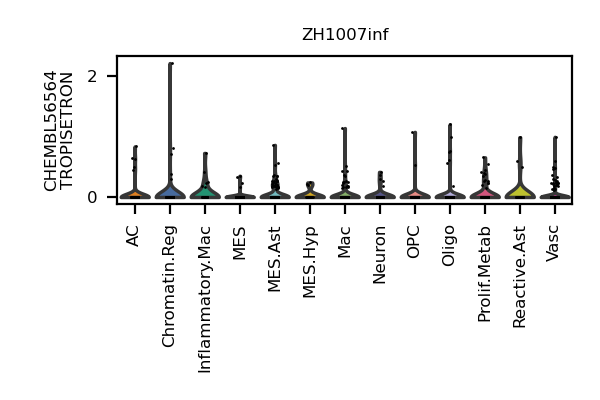 ZH1007inf
CHEMBL56564
TROPISETRON
2
0
AC
Chromatin.Reg
Inflammatory.Mac
MES
MES.Ast
MES.Hyp
Mac
Neuron
OPC
Oligo
Prolif.Metab
Reactive.Ast
Vasc